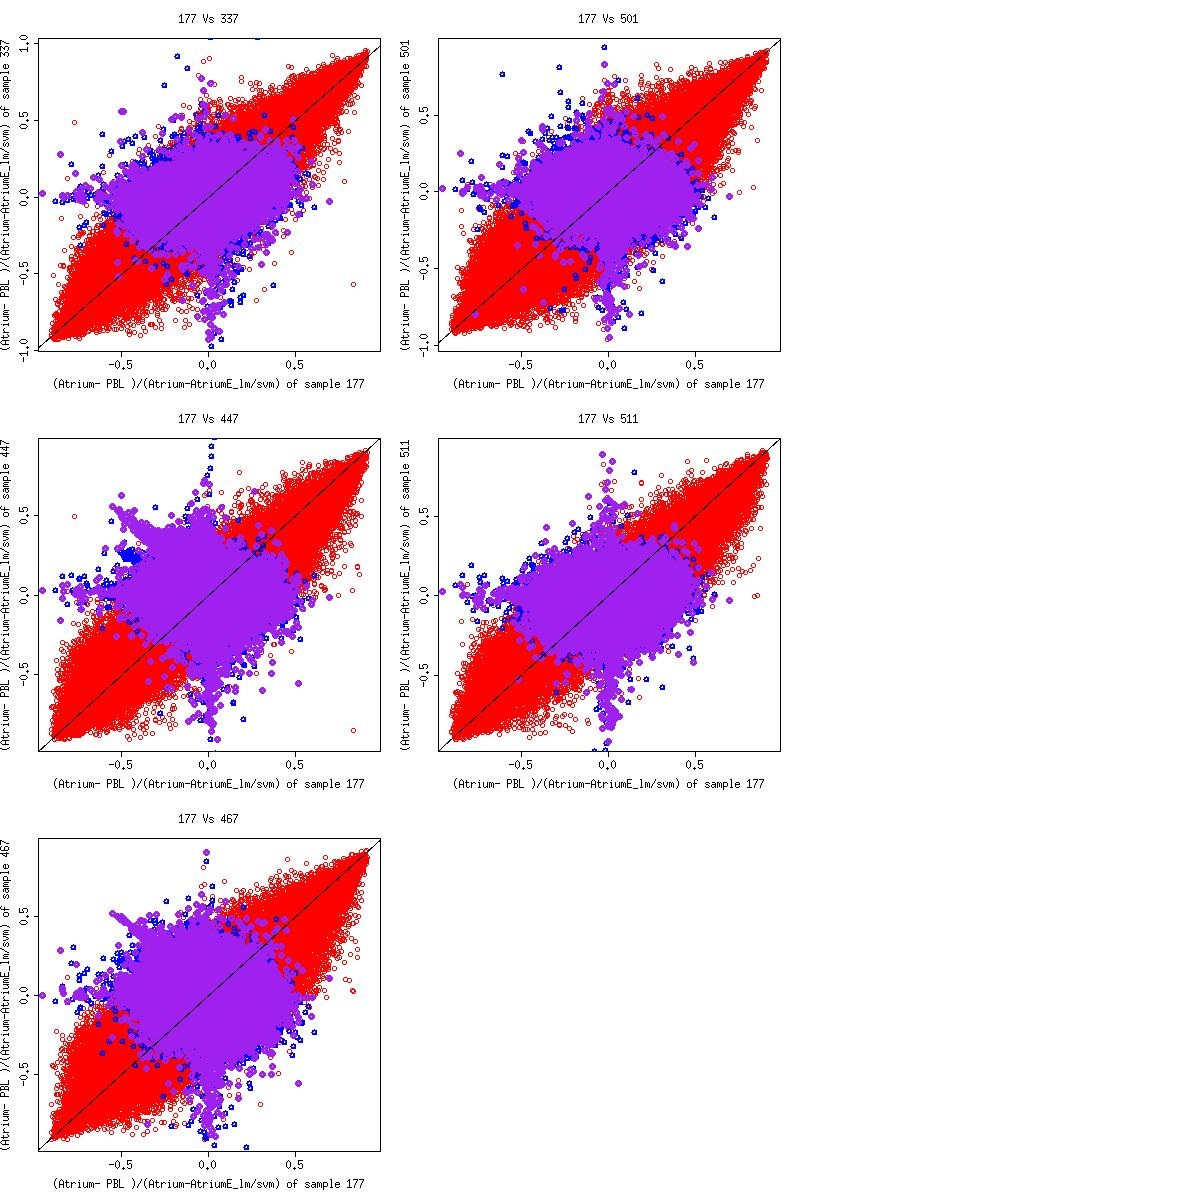 177 Vs 337
(Atrium- PBL )/(Atrium-AtriumE_lm/svm) of sample 337
1.0
0.5
0.0
-0.5
-1.0
-0.5 0.0 0.5
(Atrium- PBL )/(Atrium-AtriumE_lm/svm) of sample 177
177 Vs 501
(Atrium- PBL )/(Atrium-AtriumE_lm/svm) of sample 501
0.5
0.0
-0.5
-1.0
-0.5 0.0 0.5
(Atrium- PBL )/(Atrium-AtriumE_lm/svm) of sample 177
177 Vs 447
(Atrium- PBL )/(Atrium-AtriumE_lm/svm) of sample 447
0.5
0.0
-0.5
-0.5 0.0 0.5
(Atrium- PBL )/(Atrium-AtriumE_lm/svm) of sample 177
177 Vs 511
(Atrium- PBL )/(Atrium-AtriumE_lm/svm) of sample 511
0.5
0.0
-0.5
-0.5 0.0 0.5
(Atrium- PBL )/(Atrium-AtriumE_lm/svm) of sample 177
177 Vs 467
(Atrium- PBL )/(Atrium-AtriumE_lm/svm) of sample 467
0.5
0.0
-0.5
-0.5 0.0 0.5
(Atrium- PBL )/(Atrium-AtriumE_lm/svm) of sample 177